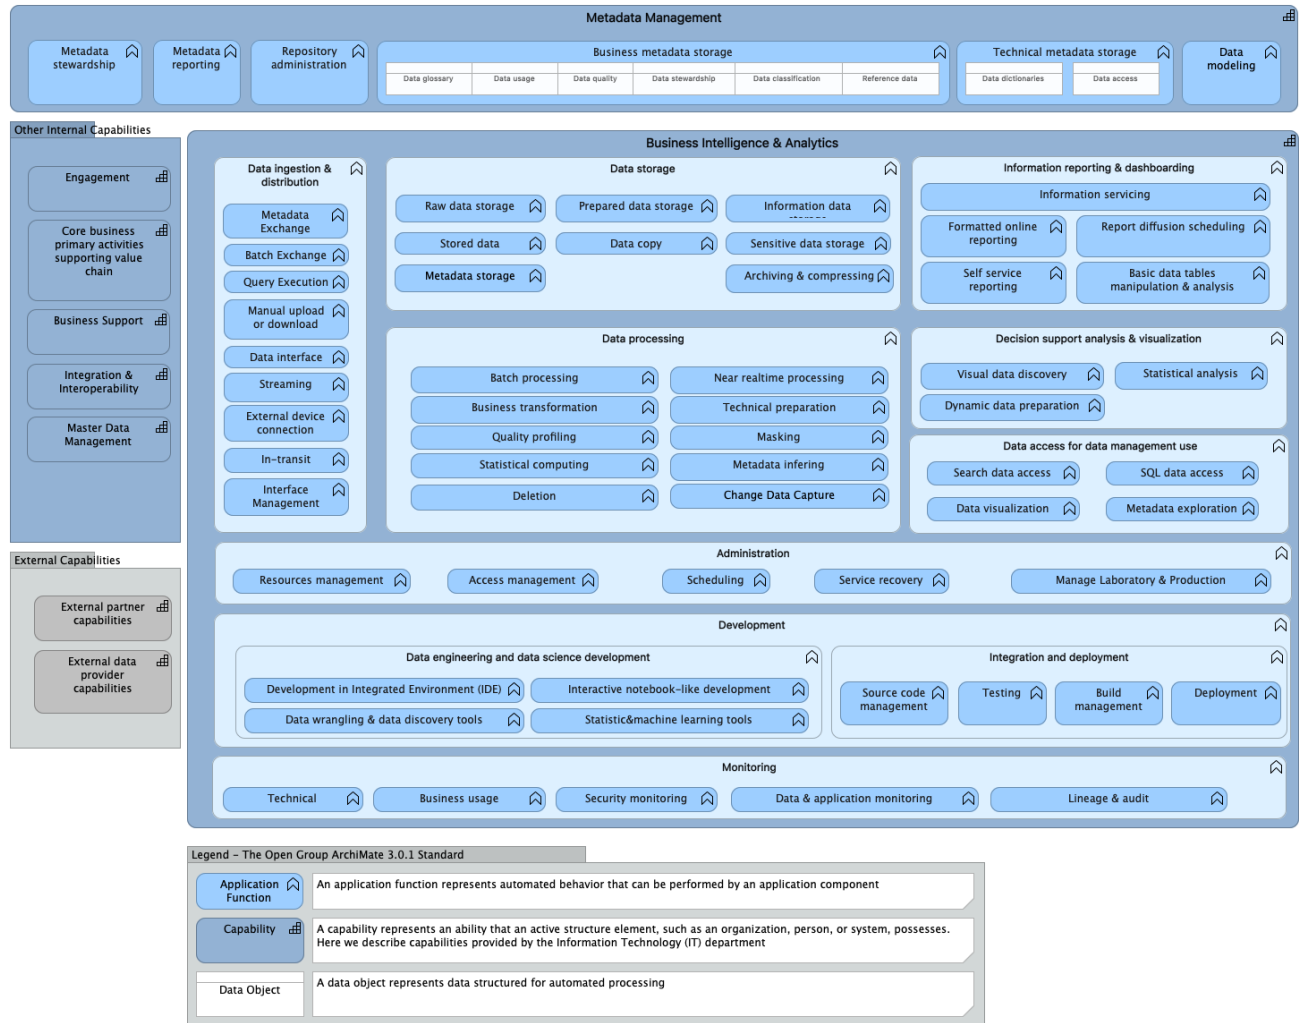 Metadata Management
Metadata
stewardship
Metadata
reporting
Repository
administration
Business metadata storage
Data glossary
Data usage
Data quality
Data stewardship
Data classification
Reference data
Technical metadata storage
Data dictionaries
Data access
Data
modeling
Other Internal Capabilities
Engagement
Core business
primary activities
supporting value
chain
Business Support
Integration &
Interoperability
Master Data
Management
External Capabilities
External partner
capabilities
External data
provider
capabilities
Business Intelligence & Analytics
Data ingestion &
distribution
Metadata
Exchange
Batch Exchange
Query Execution
Manual upload
or download
Data interface
Streaming
External device
connection
In-transit
Interface
Management
Data storage
Raw data storage
Prepared data storage
Information data
Stored data
Data copy
Sensitive data storage
Metadata storage
Archiving & compressing
Data processing
Batch processing
Near realtime processing
Business transformation
Technical preparation
Quality profiling
Masking
Statistical computing
Metadata infering
Deletion
Change Data Capture
Information reporting & dashboarding
Information servicing
Formatted online
reporting
Report diffusion scheduling
Self service
reporting
Basic data tables
manipulation & analysis
Decision support analysis & visualization
Visual data discovery
Statistical analysis
Dynamic data preparation
Data access for data management use
Search data access
SQL data access
Data visualization
Metadata exploration
Administration
Resources management
Access management
Scheduling
Service recovery
Manage Laboratory & Production
Development
Data engineering and data science development
Development in Integrated Environment (IDE)
Interactive notebook-like development
Data wrangling & data discovery tools
Statistic&machine learning tools
Integration and deployment
Source code
management
Testing
Build
management
Deployment
Monitoring
Technical
Business usage
Security monitoring
Data & application monitoring
Lineage & audit
Legend – The Open Group ArchiMate 3.0.1 Standard
Application
Function
An application function represents automated behavior that can be performed by an application component
Capability
A capability represents an ability that an active structure element, such as an organization, person, or system, possesses.
Here we describe capabilities provided by the Information Technology (IT) department
Data Object
A data object represents data structured for automated processing